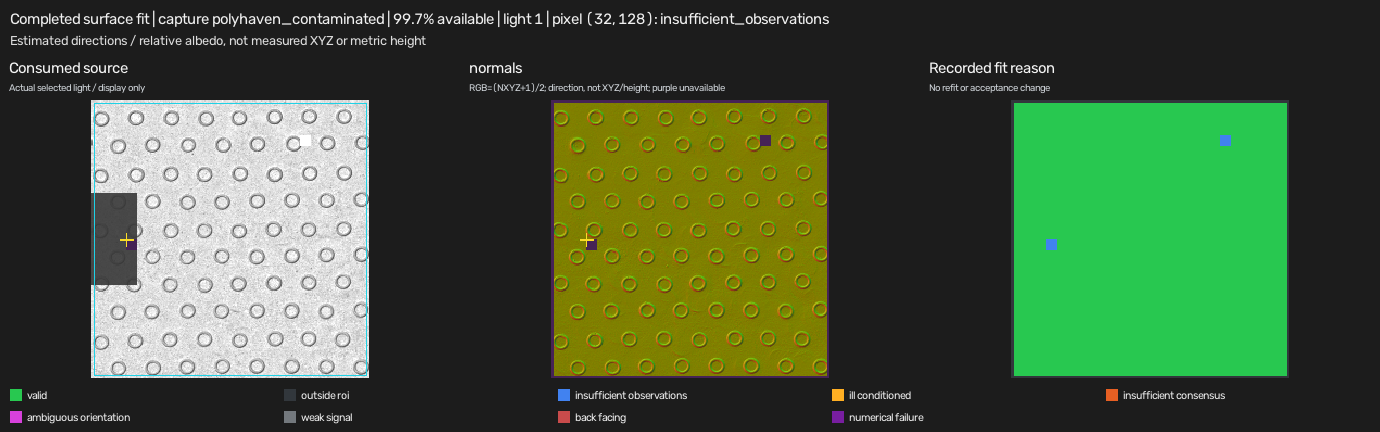 Completed surface fit | capture polyhaven_contaminated | 99.7% available | light 1 | pixel (32, 128): insufficient_observations
Estimated directions / relative albedo, not measured XYZ or metric height
Consumed source
Actual selected light / display only
normals
RGB=(NXYZ+1)/2; direction, not XYZ/height; purple unavailable
Recorded fit reason
No refit or acceptance change
valid
outside roi
insufficient observations
ill conditioned
insufficient consensus
ambiguous orientation
weak signal
back facing
numerical failure